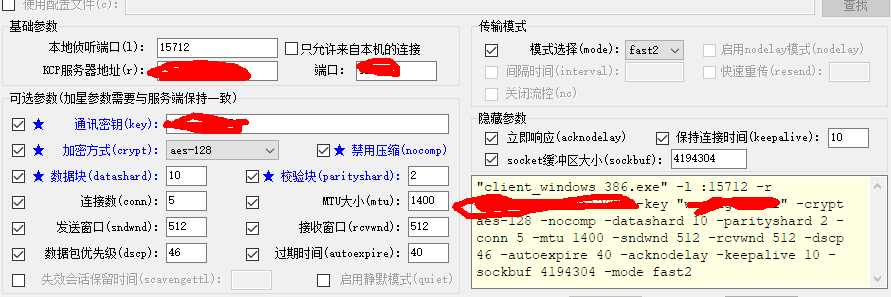 使用配置文件(c):
查找
基础参数
本地侦听端口(l): 15712 只允许来自本机的连接
KCP服务器地址(r): 端口:
可选参数(加星参数需要与服务端保持一致)
★ 通讯密钥(key):
★ 加密方式(crypt): aes-128 ★ 禁用压缩(nocomp)
★ 数据块(datashard): 10 ★ 校验块(parityshard): 2
连接数(conn): 5 MTU大小(mtu): 1400
发送窗口(sndwnd): 512 接收窗口(rcvwnd): 512
数据包优先级(dscp): 46 过期时间(autoexpire): 40
失效会话保留时间(scavengettl): 启用静默模式(quiet)
传输模式
模式选择(mode): fast2 启用nodelay模式(nodelay)
间隔时间(interval): 快速重传(resend):
关闭流控(nc)
隐藏参数
立即响应(acknodelay) 保持连接时间(keepalive): 10
socket缓冲区大小(sockbuf): 4194304
"client_windows_386.exe" -l :15712 -r
-key " " -crypt
aes-128 -nocomp -datashard 10 -parityshard 2 -
conn 5 -mtu 1400 -sndwnd 512 -rcvwnd 512 -dscp
46 -autoexpire 40 -acknodelay -keepalive 10 -
sockbuf 4194304 -mode fast2